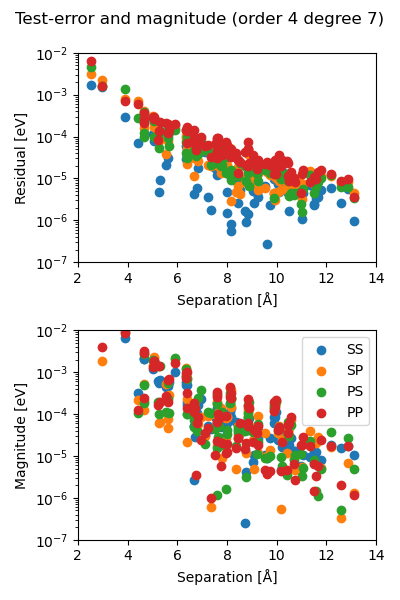 Test-error and magnitude (order 4 degree 7)
10⁻²
10⁻³
10⁻⁴
10⁻⁵
10⁻⁶
10⁻⁷
Residual [eV]
2 4 6 8 10 12 14
Separation [Å]
10⁻²
10⁻³
10⁻⁴
10⁻⁵
10⁻⁶
10⁻⁷
Magnitude [eV]
SS
SP
PS
PP
2 4 6 8 10 12 14
Separation [Å]